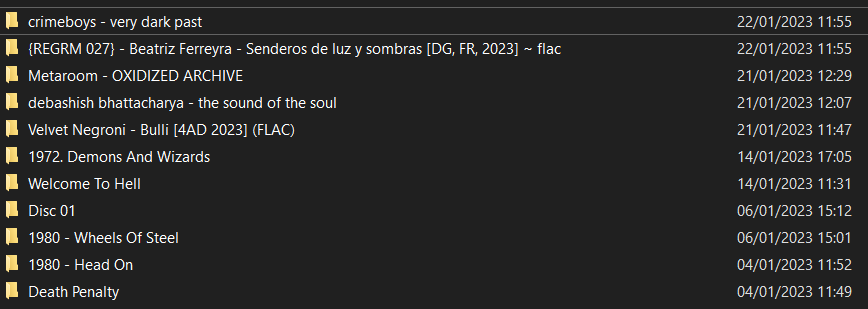 crimeboys - very dark past 22/01/2023 11:55
{REGRM 027} - Beatriz Ferreyra - Senderos de luz y sombras [DG, FR, 2023] ~ flac 22/01/2023 11:55
Metaroom - OXIDIZED ARCHIVE 21/01/2023 12:29
debashish bhattacharya - the sound of the soul 21/01/2023 12:07
Velvet Negroni - Bulli [4AD 2023] (FLAC) 21/01/2023 11:47
1972. Demons And Wizards 14/01/2023 17:05
Welcome To Hell 14/01/2023 11:31
Disc 01 06/01/2023 15:12
1980 - Wheels Of Steel 06/01/2023 15:01
1980 - Head On 04/01/2023 11:52
Death Penalty 04/01/2023 11:49